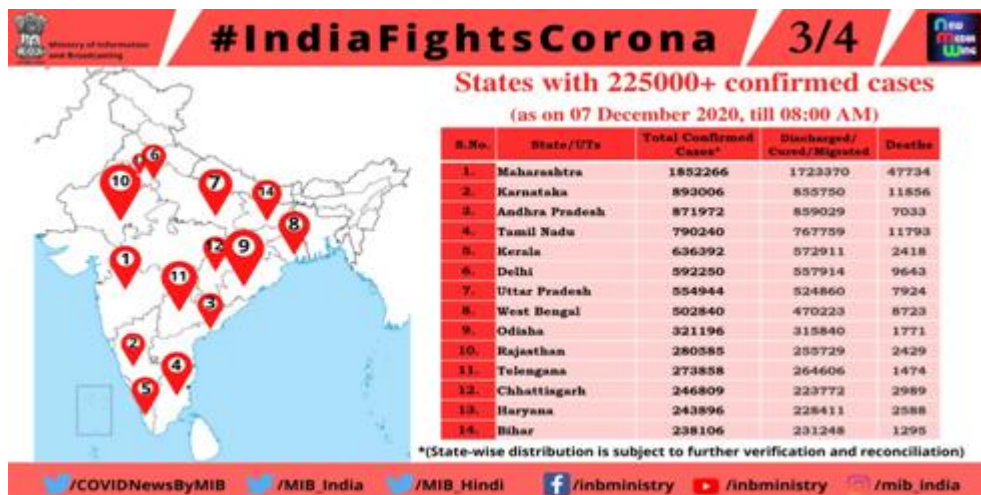 Ministry of Information
and Broadcasting
#IndiaFightsCorona
3/4
New
Media
Wing
States with 225000+ confirmed cases
(as on 07 December 2020, till 08:00 AM)
S.No. State/UTs Total Confirmed Cases* Discharged/Cured/Migrated Deaths
1. Maharashtra 1852266 1723370 47734
2. Karnataka 893006 855750 11856
3. Andhra Pradesh 871972 859029 7033
4. Tamil Nadu 790240 767759 11793
5. Kerala 636392 572911 2418
6. Delhi 592250 557914 9643
7. Uttar Pradesh 554944 524860 7924
8. West Bengal 502840 470223 8723
9. Odisha 321196 315840 1771
10. Rajasthan 280585 255729 2429
11. Telengana 273858 264606 1474
12. Chhattisgarh 246809 223772 2989
13. Haryana 243896 228411 2588
14. Bihar 238106 231248 1295
6
10
7
14
8
12
9
1
11
3
2
4
5
*(State-wise distribution is subject to further verification and reconciliation)
/COVIDNewsByMIB /MIB_India /MIB_Hindi /inbministry /inbministry /mib_india